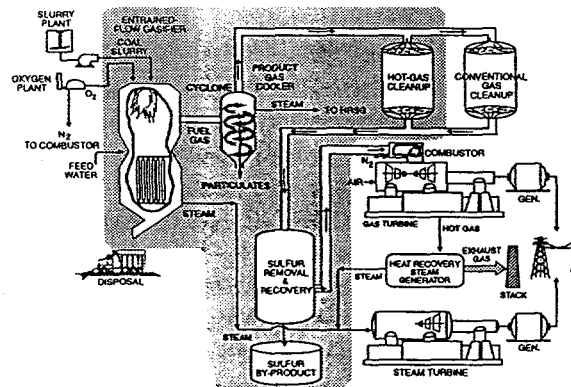 SLURRY
PLANT
ENTRAINED-
FLOW GASIFIER
COAL
SLURRY
OXYGEN
PLANT
O2
N2
TO COMBUSTOR
FEED
WATER
CYCLONE
PRODUCT
GAS
COOLER
STEAM
TO HRSG
FUEL
GAS
PARTICULATES
HOT-GAS
CLEANUP
CONVENTIONAL
GAS
CLEANUP
N2
COMBUSTOR
AIR
GEN.
GAS TURBINE
HOT GAS
STEAM
DISPOSAL
SULFUR
REMOVAL
&
RECOVERY
STEAM
HEAT RECOVERY
STEAM
GENERATOR
EXHAUST
GAS
STACK
STEAM
SULFUR
BY-PRODUCT
STEAM TURBINE
GEN.